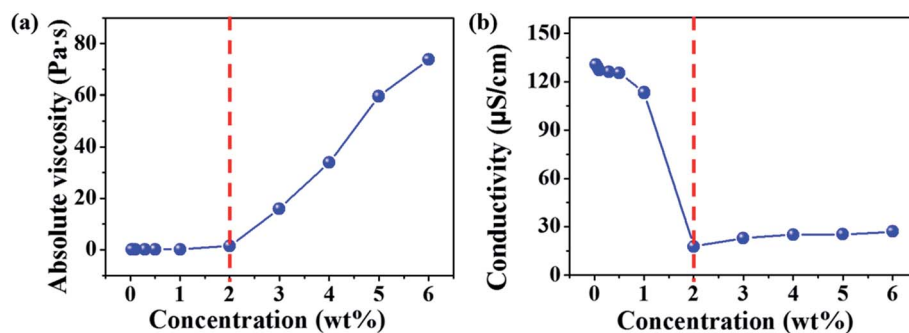 (a)
Absolute viscosity (Pa·s)
80
60
40
20
0
0 1 2 3 4 5 6
Concentration (wt%)
(b)
Conductivity (µS/cm)
150
120
90
60
30
0
0 1 2 3 4 5 6
Concentration (wt%)